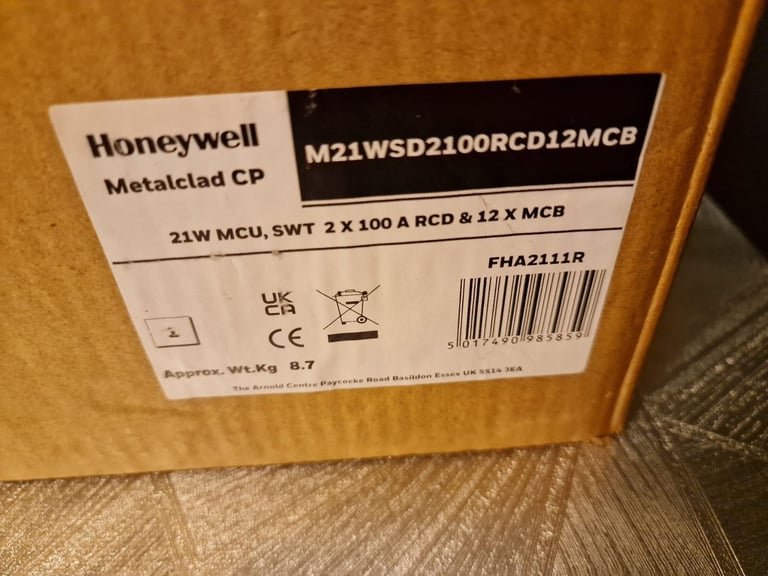 Honeywell
Metalclad CP
M21WSD2100RCD12MCB
21W MCU, SWT 2 X 100 A RCD & 12 X MCB
FHA2111R
UK
CA
CE
1
5 017490 985859
Approx. Wt.Kg 8.7
The Arnold Centre Paycocke Road Basildon Essex UK SS14 3EA